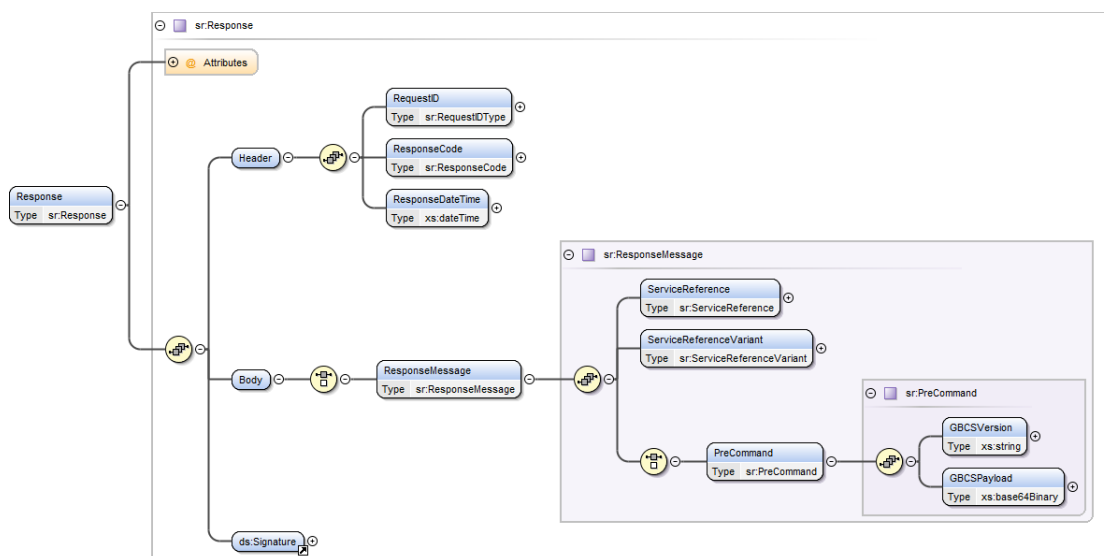 sr:Response
@ Attributes
RequestID
Type sr:RequestIDType
ResponseCode
Type sr:ResponseCode
Header
ResponseDateTime
Type xs:dateTime
Response
Type sr:Response
sr:ResponseMessage
ServiceReference
Type sr:ServiceReference
ServiceReferenceVariant
Type sr:ServiceReferenceVariant
Body
ResponseMessage
Type sr:ResponseMessage
sr:PreCommand
GBCSVersion
Type xs:string
PreCommand
Type sr:PreCommand
GBCSPayload
Type xs:base64Binary
ds:Signature